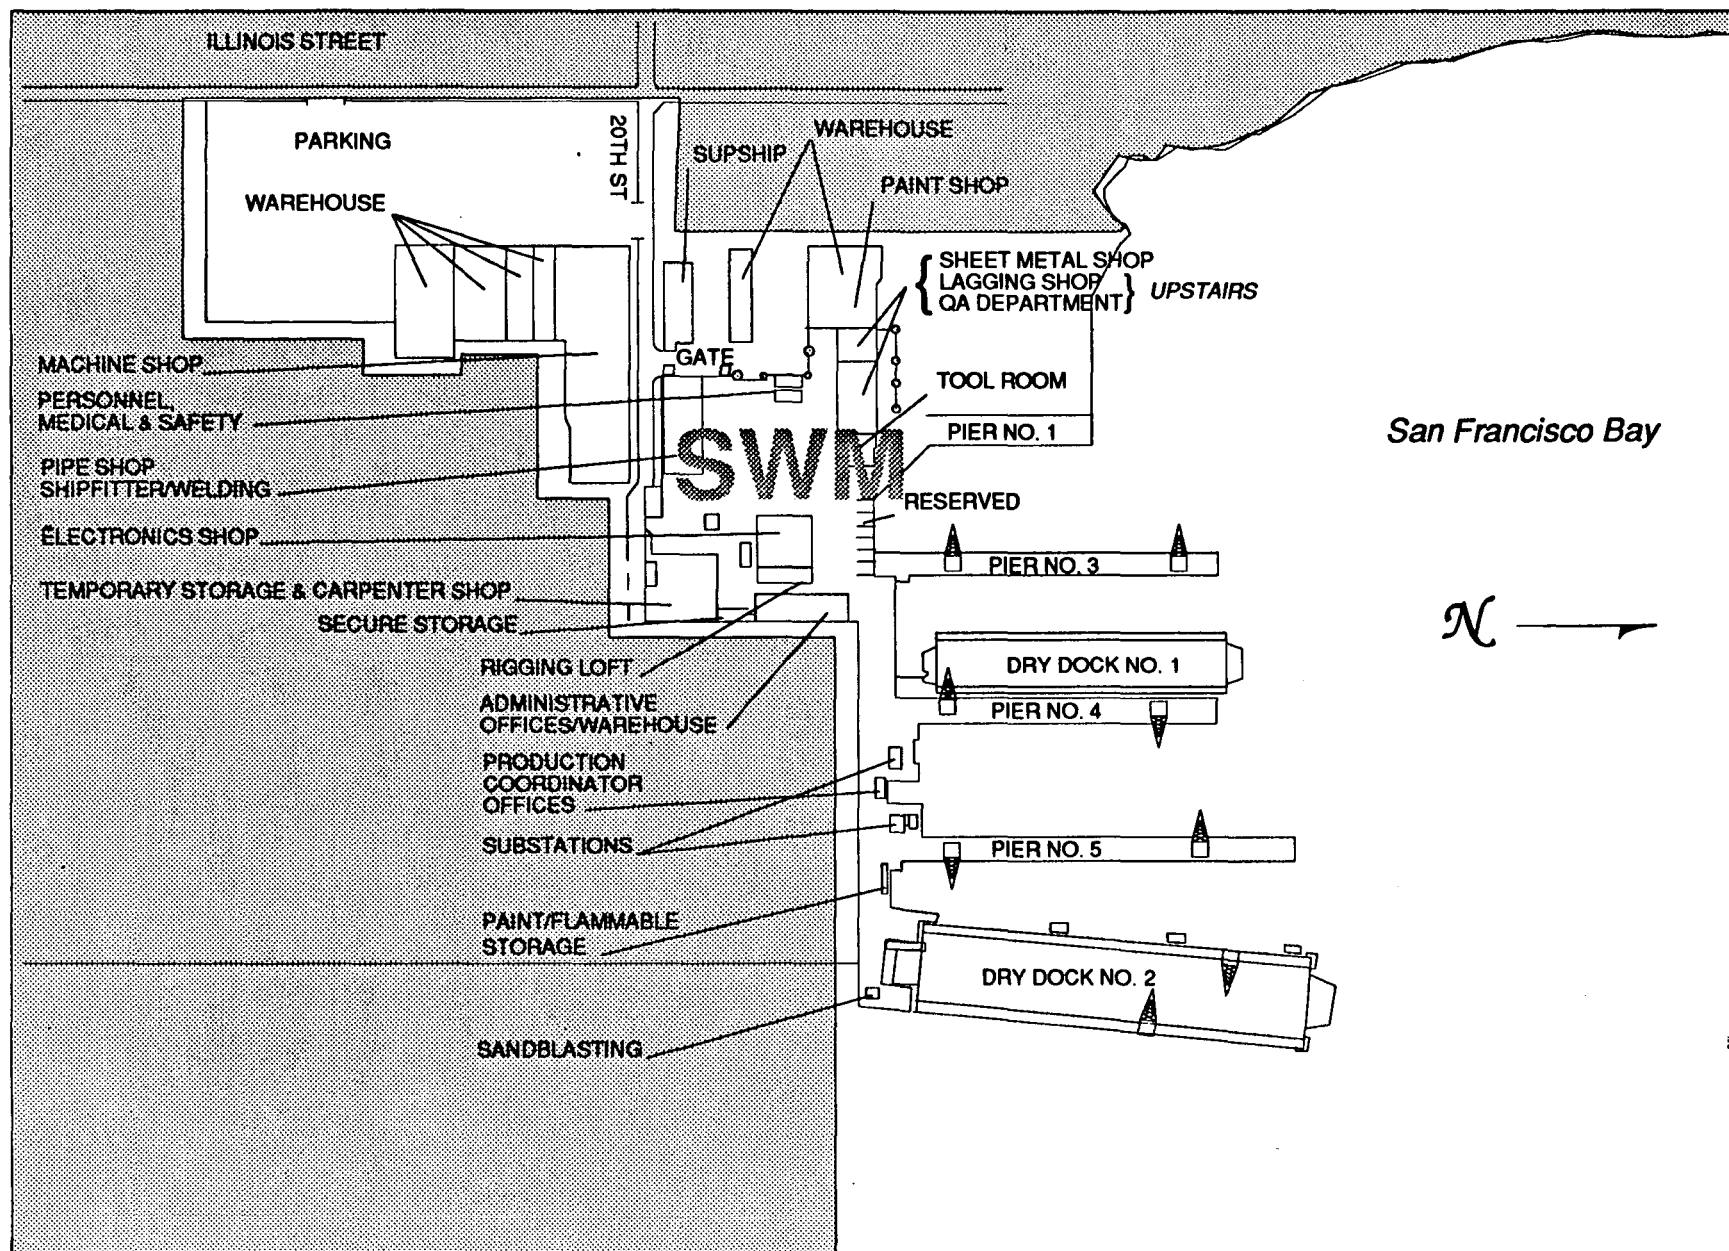 ILLINOIS STREET
PARKING
20TH ST
WAREHOUSE
SUPSHIP
PAINT SHOP
WAREHOUSE
SHEET METAL SHOP
LAGGING SHOP
QA DEPARTMENT
UPSTAIRS
MACHINE SHOP
GATE
TOOL ROOM
PERSONNEL,
MEDICAL & SAFETY
PIER NO. 1
San Francisco Bay
SWM
PIPE SHOP
SHIPFITTER/WELDING
RESERVED
ELECTRONICS SHOP
PIER NO. 3
TEMPORARY STORAGE & CARPENTER SHOP
SECURE STORAGE
N
RIGGING LOFT
DRY DOCK NO. 1
ADMINISTRATIVE
OFFICES/WAREHOUSE
PIER NO. 4
PRODUCTION
COORDINATOR
OFFICES
SUBSTATIONS
PIER NO. 5
PAINT/FLAMMABLE
STORAGE
DRY DOCK NO. 2
SANDBLASTING